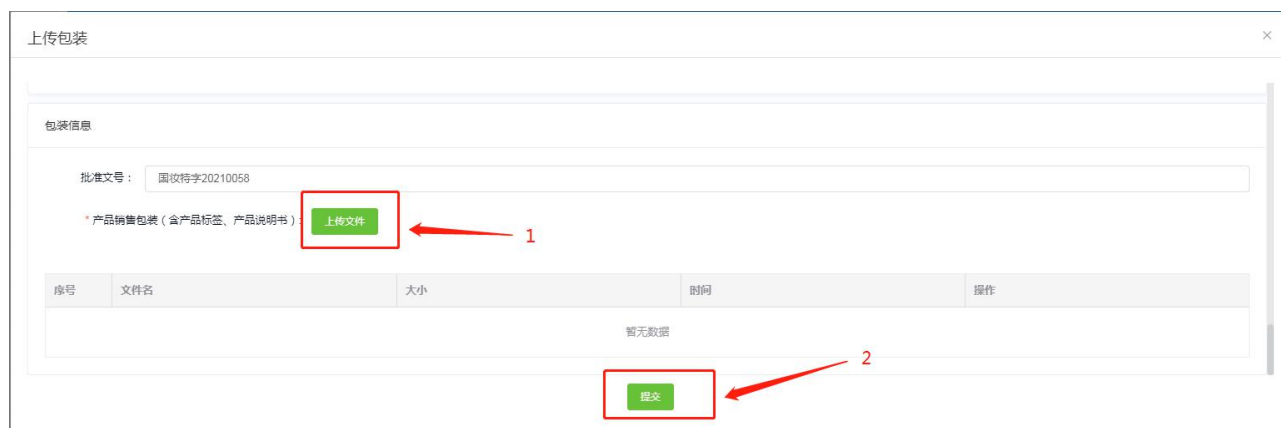 上传包装
×
包装信息
批准文号： 国妆特字20210058
* 产品销售包装（含产品标签、产品说明书）: 上传文件
1
序号 文件名 大小 时间 操作
暂无数据
2
提交